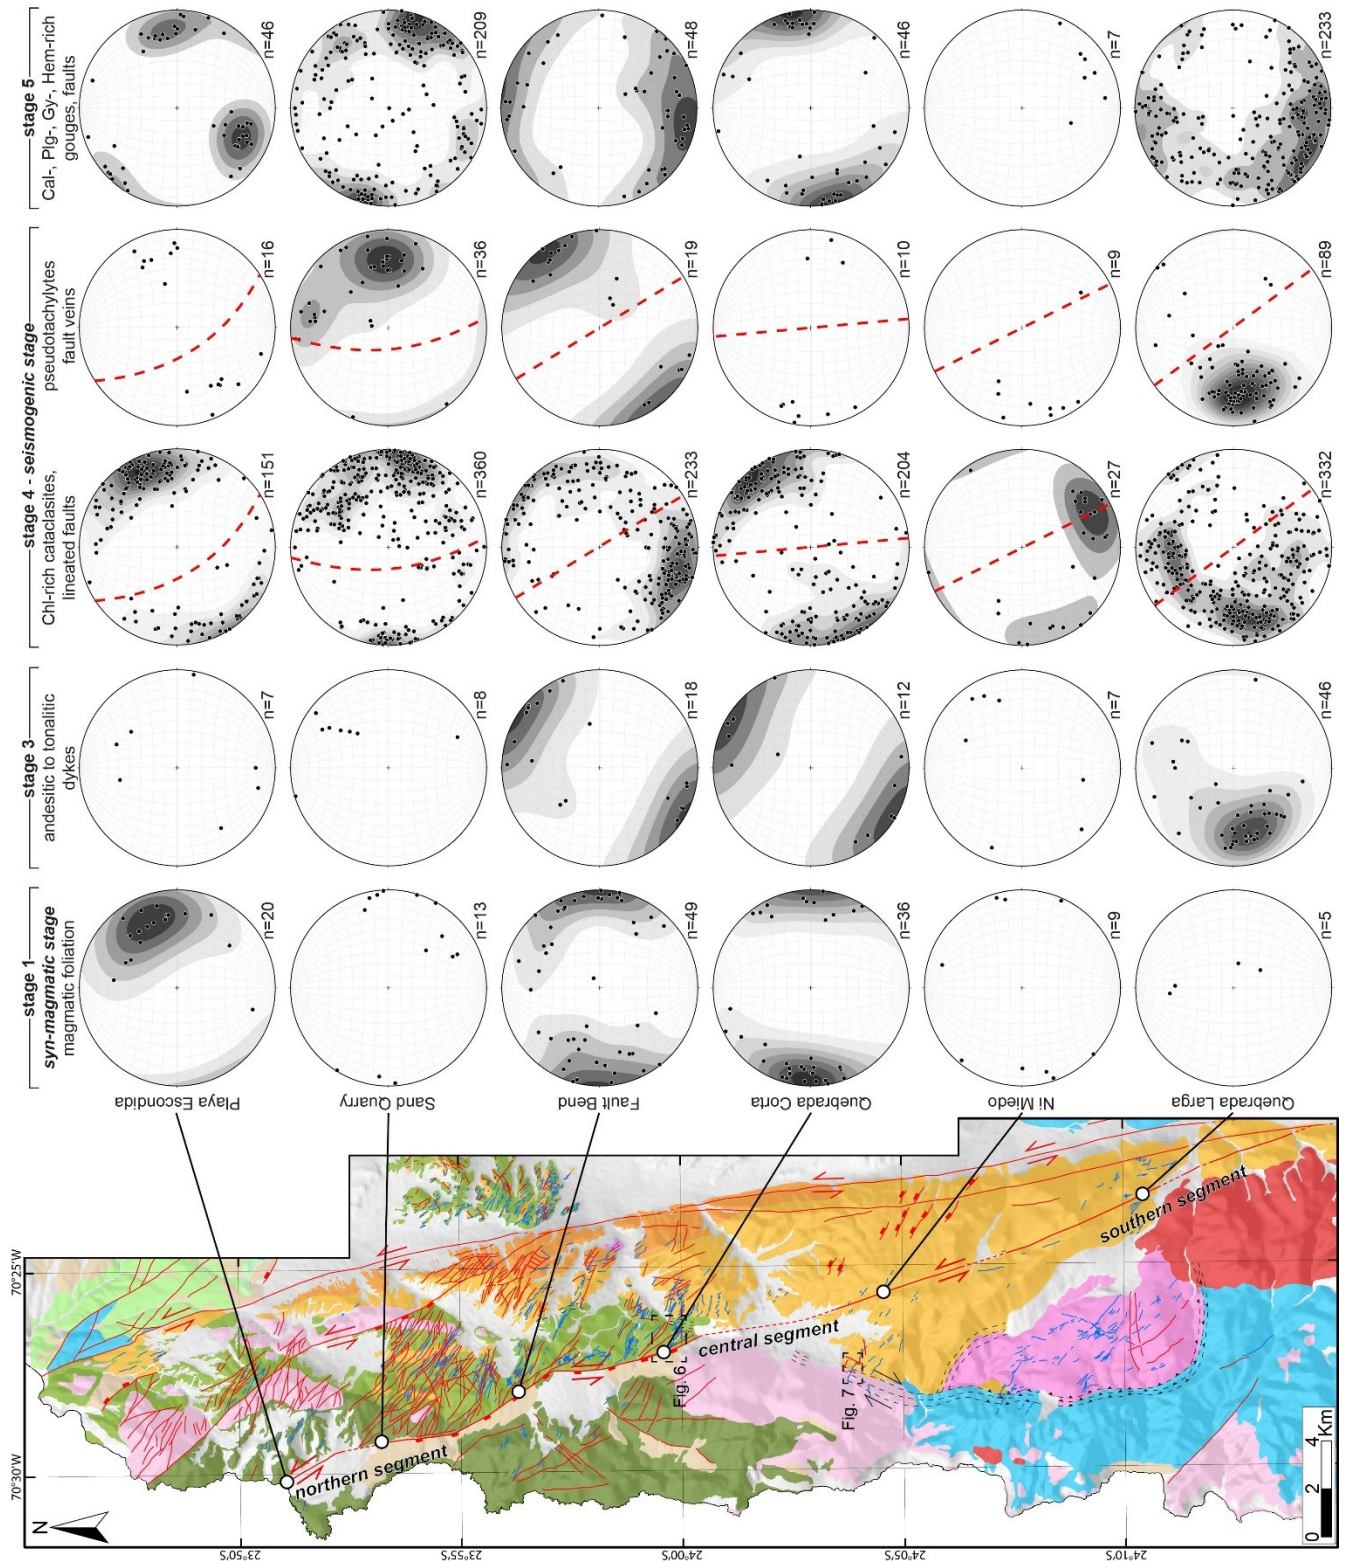 stage 1
syn-magmatic stage
magmatic foliation
stage 3
andesitic to tonalitic
dykes
stage 4 - seismogenic stage
Chl-rich cataclasites,
lineated faults
pseudotachylytes
fault veins
stage 5
Cal-, Plg-, Gy-, Hem-rich
gouges, faults
N
70°30'W
70°25'W
23°50'S
23°55'S
24°00'S
24°05'S
24°10'S
northern segment
central segment
southern segment
Fig. 6
Fig. 7
0 2 4
Km
Playa Escondida
n=20
n=7
n=151
n=16
n=46
Sand Quarry
n=13
n=8
n=360
n=36
n=209
Fault Bend
n=49
n=18
n=233
n=19
n=48
Quebrada Corta
n=36
n=12
n=204
n=10
n=46
Ni Miedo
n=9
n=7
n=27
n=9
n=7
Quebrada Larga
n=5
n=46
n=332
n=89
n=233